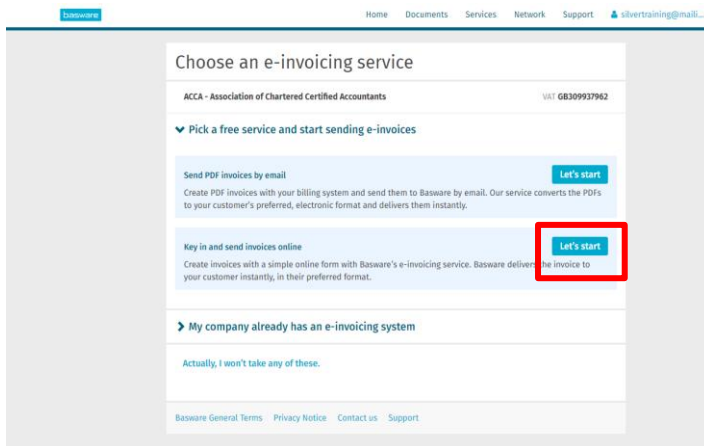 basware
Home Documents Services Network Support silvertraining@maili...
Choose an e-invoicing service
ACCA - Association of Chartered Certified Accountants VAT GB309937962
Pick a free service and start sending e-invoices
Send PDF invoices by email Let's start
Create PDF invoices with your billing system and send them to Basware by email. Our service converts the PDFs
to your customer's preferred, electronic format and delivers them instantly.
Key in and send invoices online Let's start
Create invoices with a simple online form with Basware's e-invoicing service. Basware delivers the invoice to
your customer instantly, in their preferred format.
My company already has an e-invoicing system
Actually, I won't take any of these.
Basware General Terms Privacy Notice Contact us Support